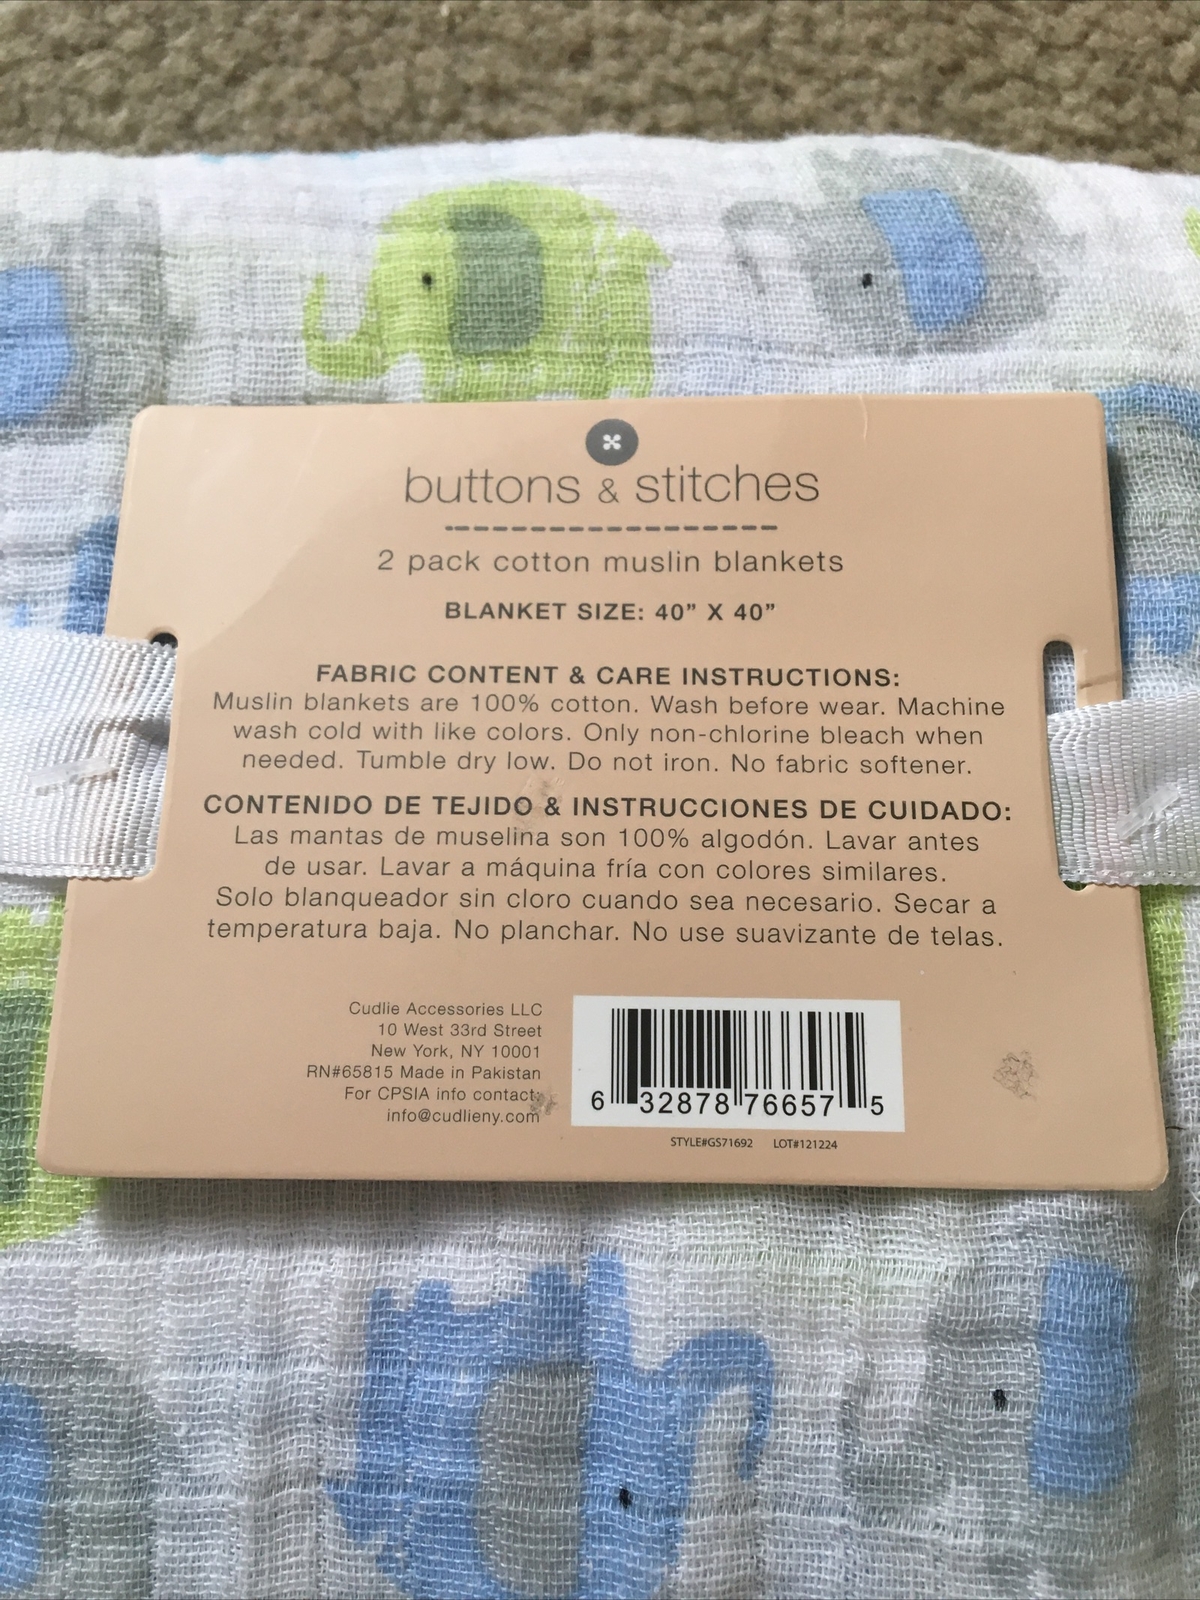 buttons & stitches
2 pack cotton muslin blankets
BLANKET SIZE: 40” X 40”
FABRIC CONTENT & CARE INSTRUCTIONS:
Muslin blankets are 100% cotton. Wash before wear. Machine
wash cold with like colors. Only non-chlorine bleach when
needed. Tumble dry low. Do not iron. No fabric softener.
CONTENIDO DE TEJIDO & INSTRUCCIONES DE CUIDADO:
Las mantas de muselina son 100% algodón. Lavar antes
de usar. Lavar a máquina fría con colores similares.
Solo blanqueador sin cloro cuando sea necesario. Secar a
temperatura baja. No planchar. No use suavizante de telas.
Cudlie Accessories LLC
10 West 33rd Street
New York, NY 10001
RN#65815 Made in Pakistan
For CPSIA info contact:
info@cudlieny.com
6 32878 76657 5
STYLE#GS71692 LOT#121224